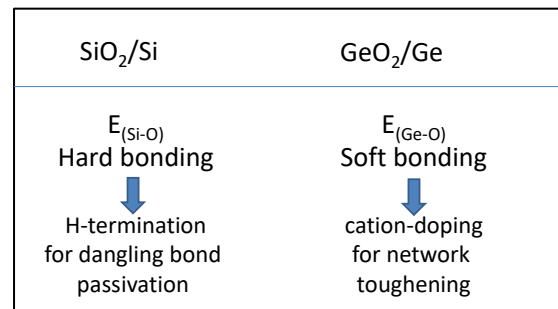 SiO₂/Si
GeO₂/Ge
E(Si-O)
Hard bonding
H-termination
for dangling bond
passivation
E(Ge-O)
Soft bonding
cation-doping
for network
toughening